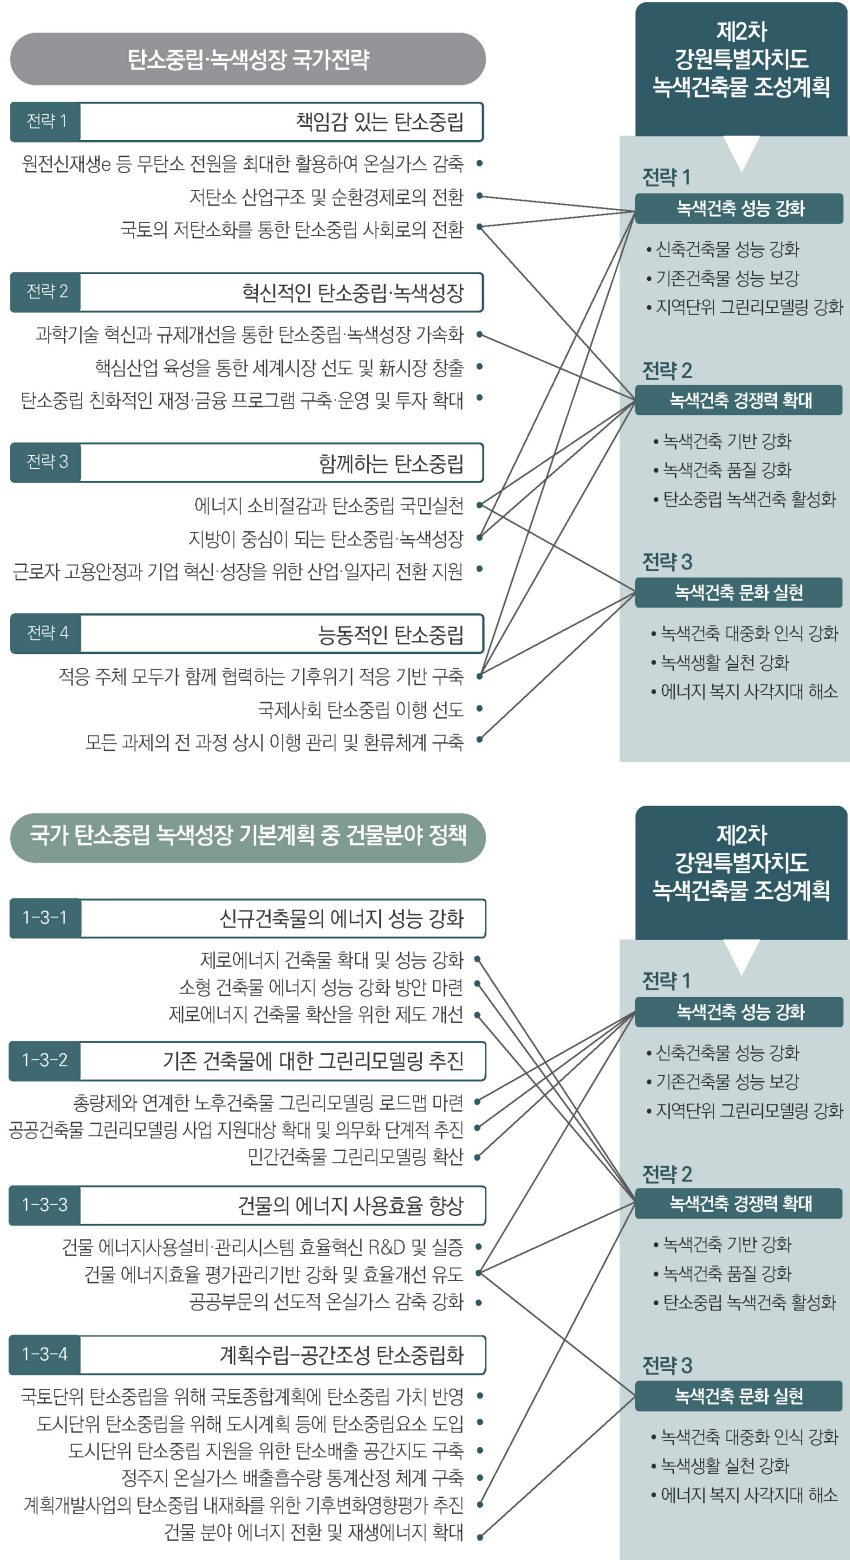 탄소중립·녹색성장 국가전략
전략 1
책임감 있는 탄소중립
원전신재생e 등 무탄소 전원을 최대한 활용하여 온실가스 감축
저탄소 산업구조 및 순환경제로의 전환
국토의 저탄소화를 통한 탄소중립 사회로의 전환
전략 2
혁신적인 탄소중립·녹색성장
과학기술 혁신과 규제개선을 통한 탄소중립·녹색성장 가속화
핵심산업 육성을 통한 세계시장 선도 및 新시장 창출
탄소중립 친화적인 재정·금융 프로그램 구축·운영 및 투자 확대
전략 3
함께하는 탄소중립
에너지 소비절감과 탄소중립 국민실천
지방이 중심이 되는 탄소중립·녹색성장
근로자 고용안정과 기업 혁신·성장을 위한 산업·일자리 전환 지원
전략 4
능동적인 탄소중립
적응 주체 모두가 함께 협력하는 기후위기 적응 기반 구축
국제사회 탄소중립 이행 선도
모든 과제의 전 과정 상시 이행 관리 및 환류체계 구축
제2차
강원특별자치도
녹색건축물 조성계획
전략 1
녹색건축 성능 강화
• 신축건축물 성능 강화
• 기존건축물 성능 보강
• 지역단위 그린리모델링 강화
전략 2
녹색건축 경쟁력 확대
• 녹색건축 기반 강화
• 녹색건축 품질 강화
• 탄소중립 녹색건축 활성화
전략 3
녹색건축 문화 실현
• 녹색건축 대중화 인식 강화
• 녹색생활 실천 강화
• 에너지 복지 사각지대 해소
국가 탄소중립 녹색성장 기본계획 중 건물분야 정책
1-3-1
신규건축물의 에너지 성능 강화
제로에너지 건축물 확대 및 성능 강화
소형 건축물 에너지 성능 강화 방안 마련
제로에너지 건축물 확산을 위한 제도 개선
1-3-2
기존 건축물에 대한 그린리모델링 추진
총량제와 연계한 노후건축물 그린리모델링 로드맵 마련
공공건축물 그린리모델링 사업 지원대상 확대 및 의무화 단계적 추진
민간건축물 그린리모델링 확산
1-3-3
건물의 에너지 사용효율 향상
건물 에너지사용설비·관리시스템 효율혁신 R&D 및 실증
건물 에너지효율 평가관리기반 강화 및 효율개선 유도
공공부문의 선도적 온실가스 감축 강화
1-3-4
계획수립-공간조성 탄소중립화
국토단위 탄소중립을 위해 국토종합계획에 탄소중립 가치 반영
도시단위 탄소중립을 위해 도시계획 등에 탄소중립요소 도입
도시단위 탄소중립 지원을 위한 탄소배출 공간지도 구축
정주지 온실가스 배출흡수량 통계산정 체계 구축
계획개발사업의 탄소중립 내재화를 위한 기후변화영향평가 추진
건물 분야 에너지 전환 및 재생에너지 확대
제2차
강원특별자치도
녹색건축물 조성계획
전략 1
녹색건축 성능 강화
• 신축건축물 성능 강화
• 기존건축물 성능 보강
• 지역단위 그린리모델링 강화
전략 2
녹색건축 경쟁력 확대
• 녹색건축 기반 강화
• 녹색건축 품질 강화
• 탄소중립 녹색건축 활성화
전략 3
녹색건축 문화 실현
• 녹색건축 대중화 인식 강화
• 녹색생활 실천 강화
• 에너지 복지 사각지대 해소